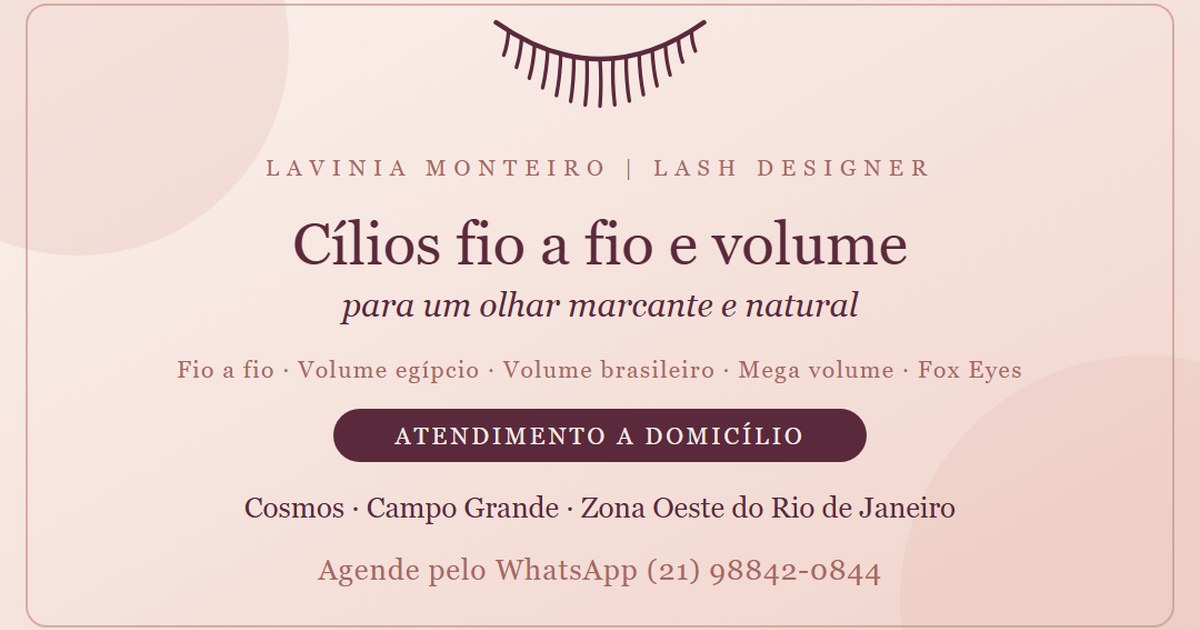 LAVINIA MONTEIRO | LASH DESIGNER
Cílios fio a fio e volume
para um olhar marcante e natural
Fio a fio · Volume egípcio · Volume brasileiro · Mega volume · Fox Eyes
ATENDIMENTO A DOMICÍLIO
Cosmos · Campo Grande · Zona Oeste do Rio de Janeiro
Agende pelo WhatsApp (21) 98842-0844